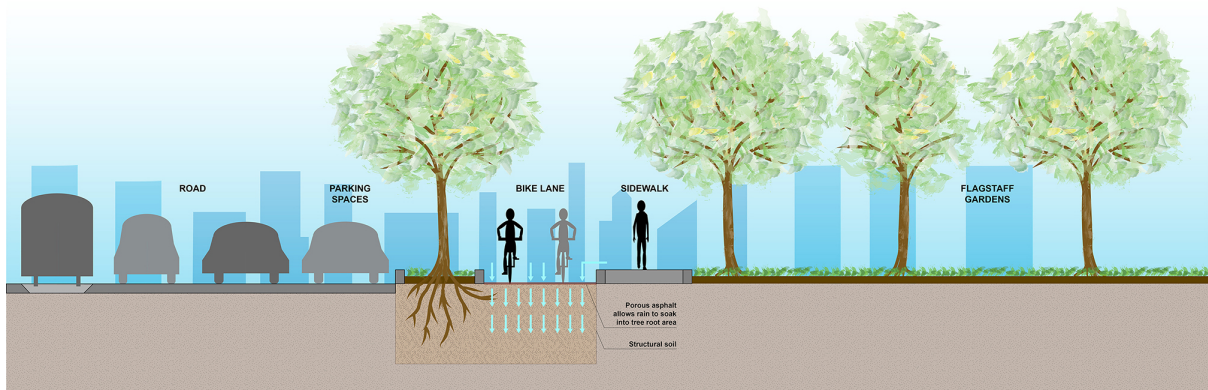 ROAD
PARKING
SPACES
BIKE LANE
SIDEWALK
FLAGSTAFF
GARDENS
Porous asphalt
allows rain to soak
into tree root area
Structural soil